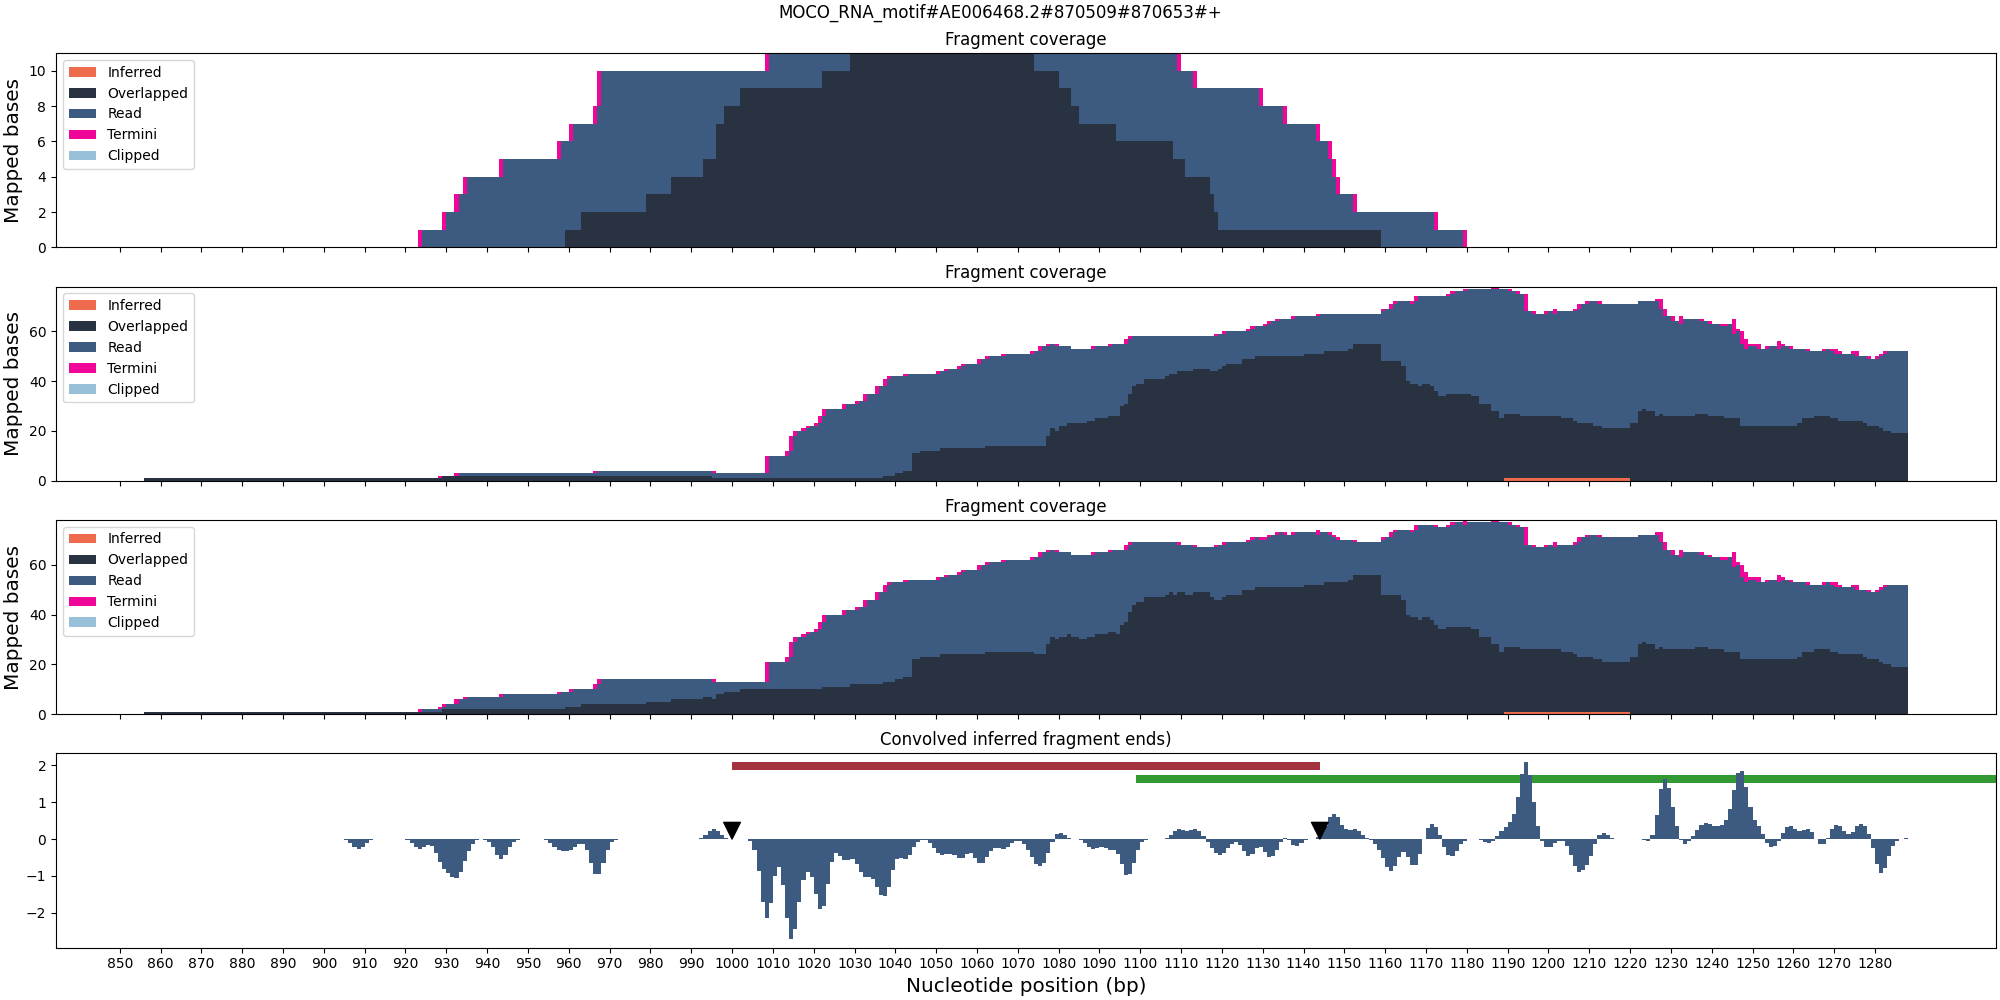 MOCO_RNA_motif#AE006468.2#870509#870653#+
Fragment coverage
Mapped bases
10
8
6
4
2
0
Inferred
Overlapped
Read
Termini
Clipped
Fragment coverage
Mapped bases
60
40
20
0
Inferred
Overlapped
Read
Termini
Clipped
Fragment coverage
Mapped bases
60
40
20
0
Inferred
Overlapped
Read
Termini
Clipped
Convolved inferred fragment ends)
2
1
0
−1
−2
850 860 870 880 890 900 910 920 930 940 950 960 970 980 990 1000 1010 1020 1030 1040 1050 1060 1070 1080 1090 1100 1110 1120 1130 1140 1150 1160 1170 1180 1190 1200 1210 1220 1230 1240 1250 1260 1270 1280
Nucleotide position (bp)